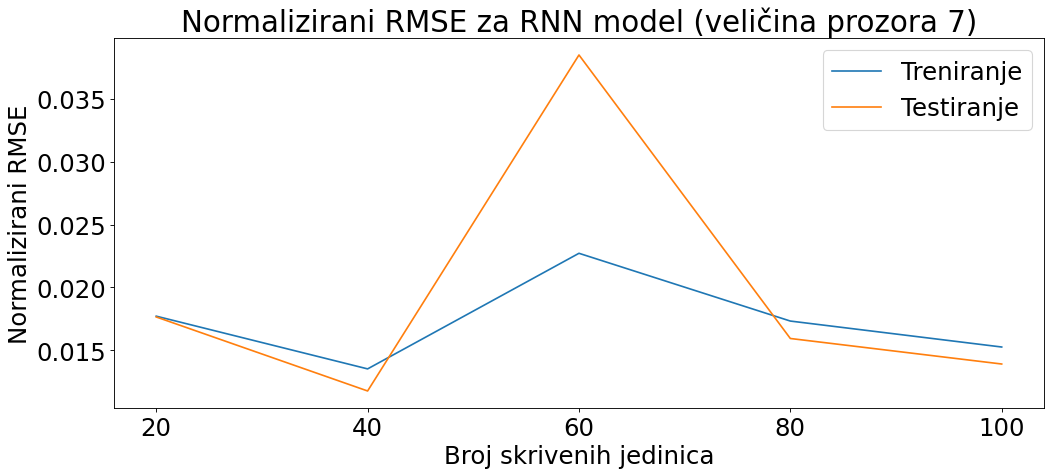 Normalizirani RMSE za RNN model (veličina prozora 7)
Treniranje
Testiranje
Normalizirani RMSE
0.035
0.030
0.025
0.020
0.015
20 40 60 80 100
Broj skrivenih jedinica